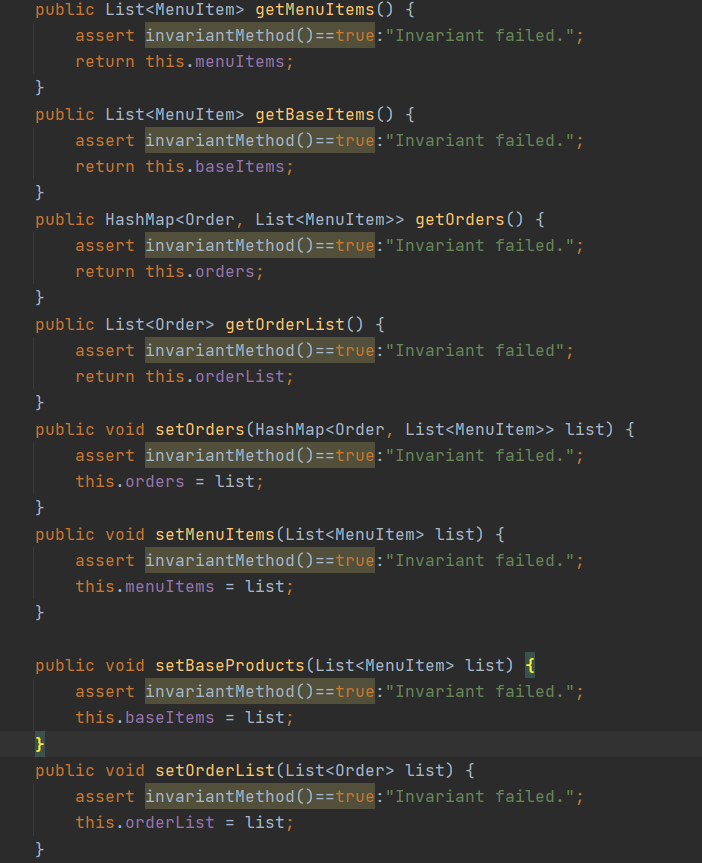 public List<MenuItem> getMenuItems() {
    assert invariantMethod()==true:"Invariant failed.";
    return this.menuItems;
}
public List<MenuItem> getBaseItems() {
    assert invariantMethod()==true:"Invariant failed.";
    return this.baseItems;
}
public HashMap<Order, List<MenuItem>> getOrders() {
    assert invariantMethod()==true:"Invariant failed.";
    return this.orders;
}
public List<Order> getOrderList() {
    assert invariantMethod()==true:"Invariant failed";
    return this.orderList;
}
public void setOrders(HashMap<Order, List<MenuItem>> list) {
    assert invariantMethod()==true:"Invariant failed.";
    this.orders = list;
}
public void setMenuItems(List<MenuItem> list) {
    assert invariantMethod()==true:"Invariant failed.";
    this.menuItems = list;
}

public void setBaseProducts(List<MenuItem> list) {
    assert invariantMethod()==true:"Invariant failed.";
    this.baseItems = list;
}
public void setOrderList(List<Order> list) {
    assert invariantMethod()==true:"Invariant failed.";
    this.orderList = list;
}